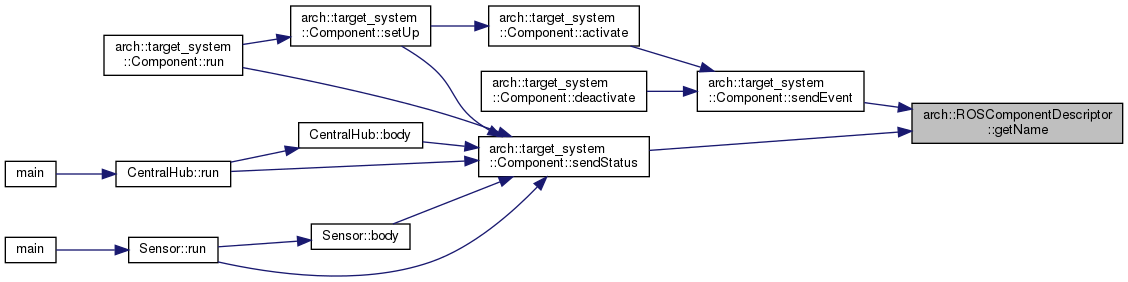 arch::target_system
::Component::setUp
arch::target_system
::Component::activate
arch::target_system
::Component::run
arch::target_system
::Component::deactivate
arch::target_system
::Component::sendEvent
arch::ROSComponentDescriptor
::getName
CentralHub::body
arch::target_system
::Component::sendStatus
main
CentralHub::run
Sensor::body
main
Sensor::run